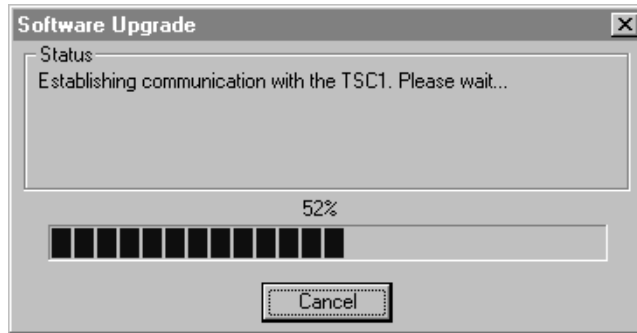 Software Upgrade
Status
Establishing communication with the TSC1. Please wait...
52%
Cancel